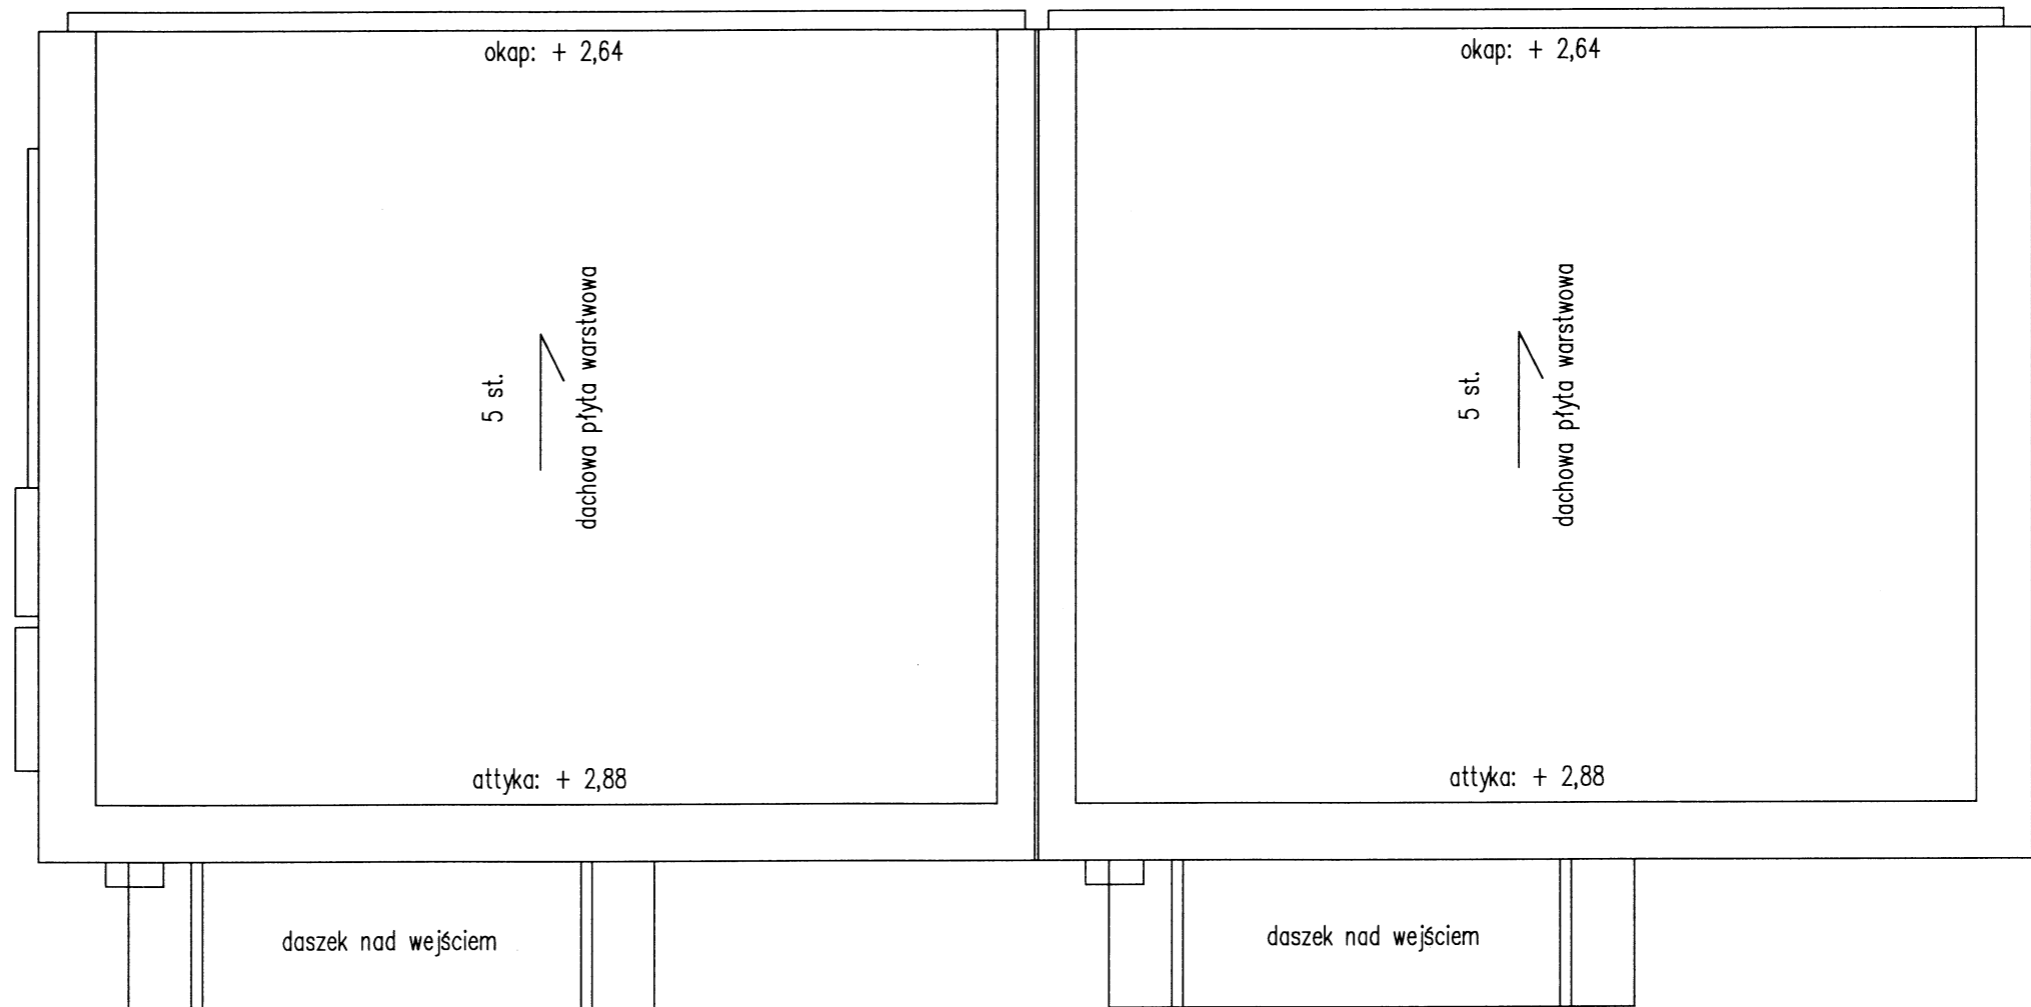 okap: + 2,64
5 st.
dachowa płyta warstwowa
attyka: + 2,88
daszek nad wejściem
okap: + 2,64
5 st.
dachowa płyta warstwowa
attyka: + 2,88
daszek nad wejściem